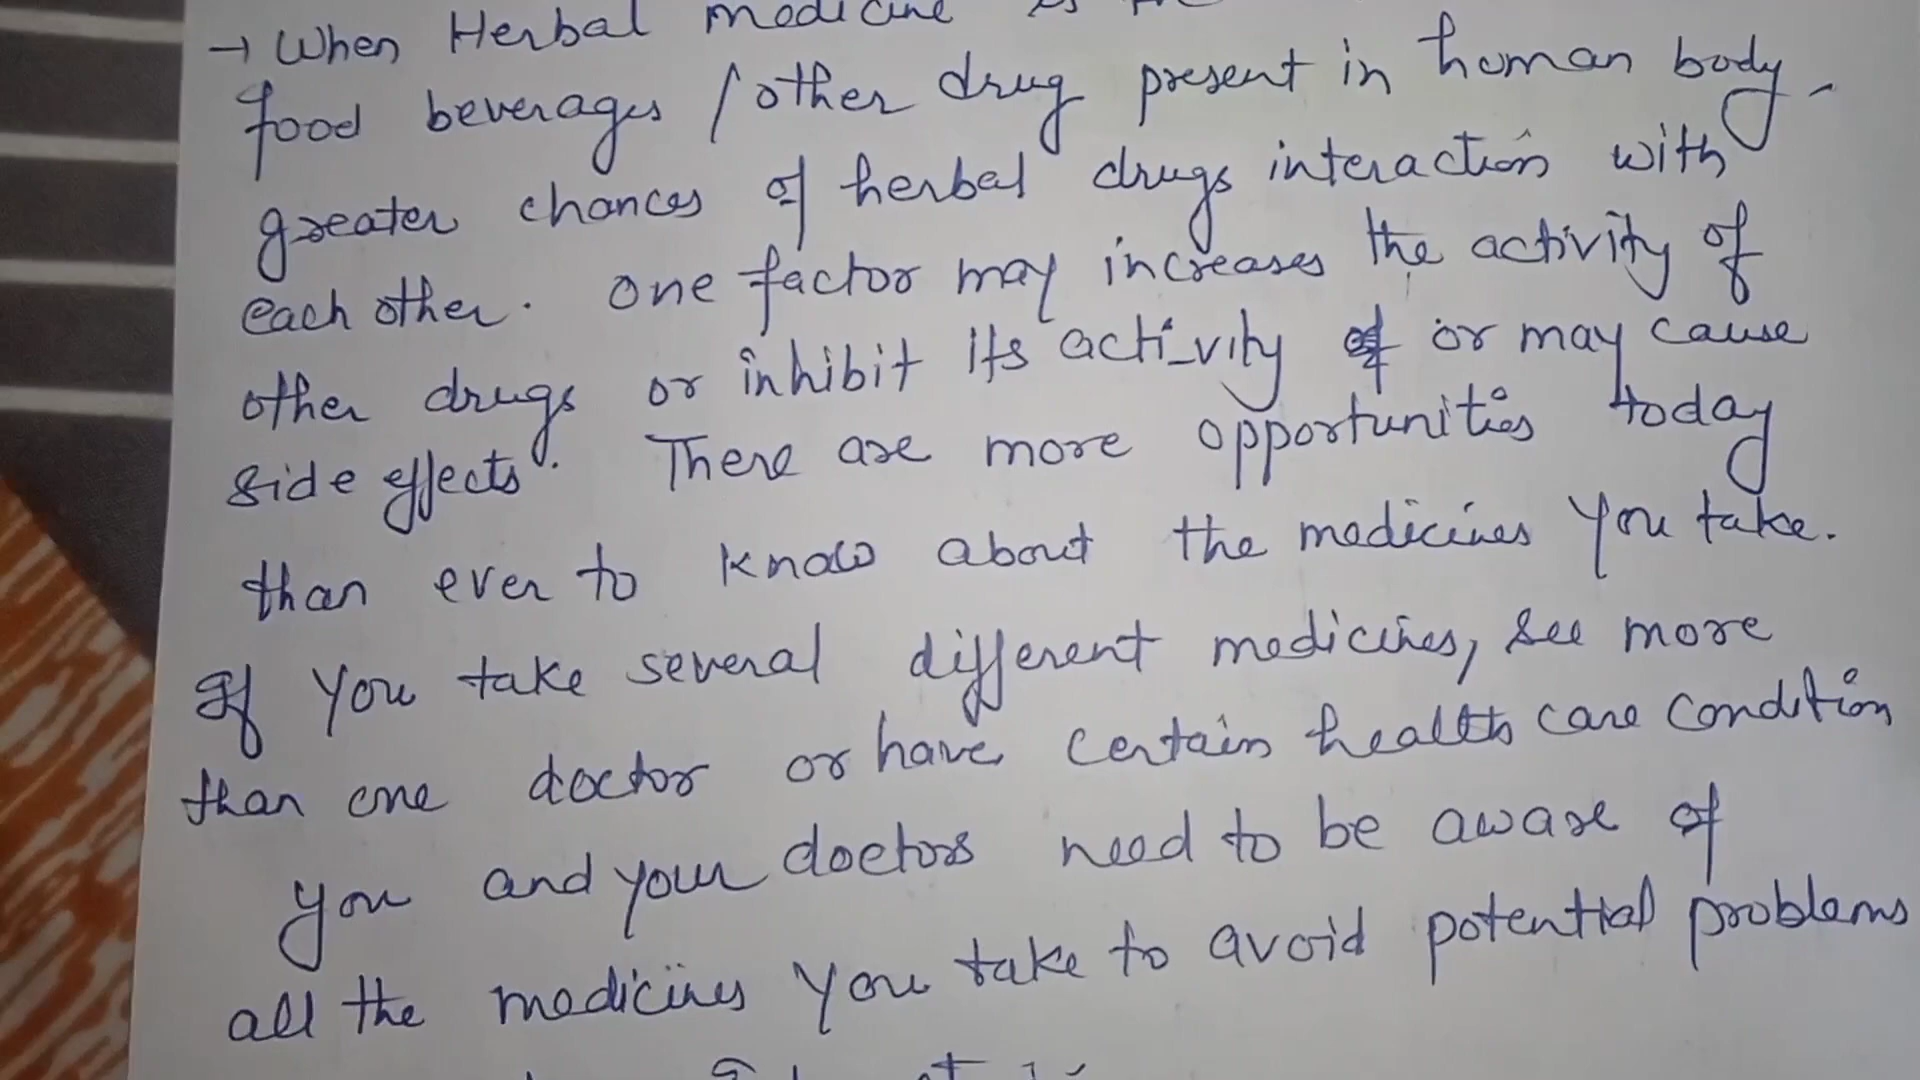 → When Herbal medicine is
food beverages / other drug present in human body -
greater chances of herbal drugs interaction with
each other. One factor may increases the activity of
other drugs or inhibit its activity or may cause
side effects. There are more opportunities today
than ever to know about the medicines you take.
If you take several different medicines, see more
than one doctor or have certain health care condition
you and your doctors need to be aware of
all the medicines you take to avoid potential problems